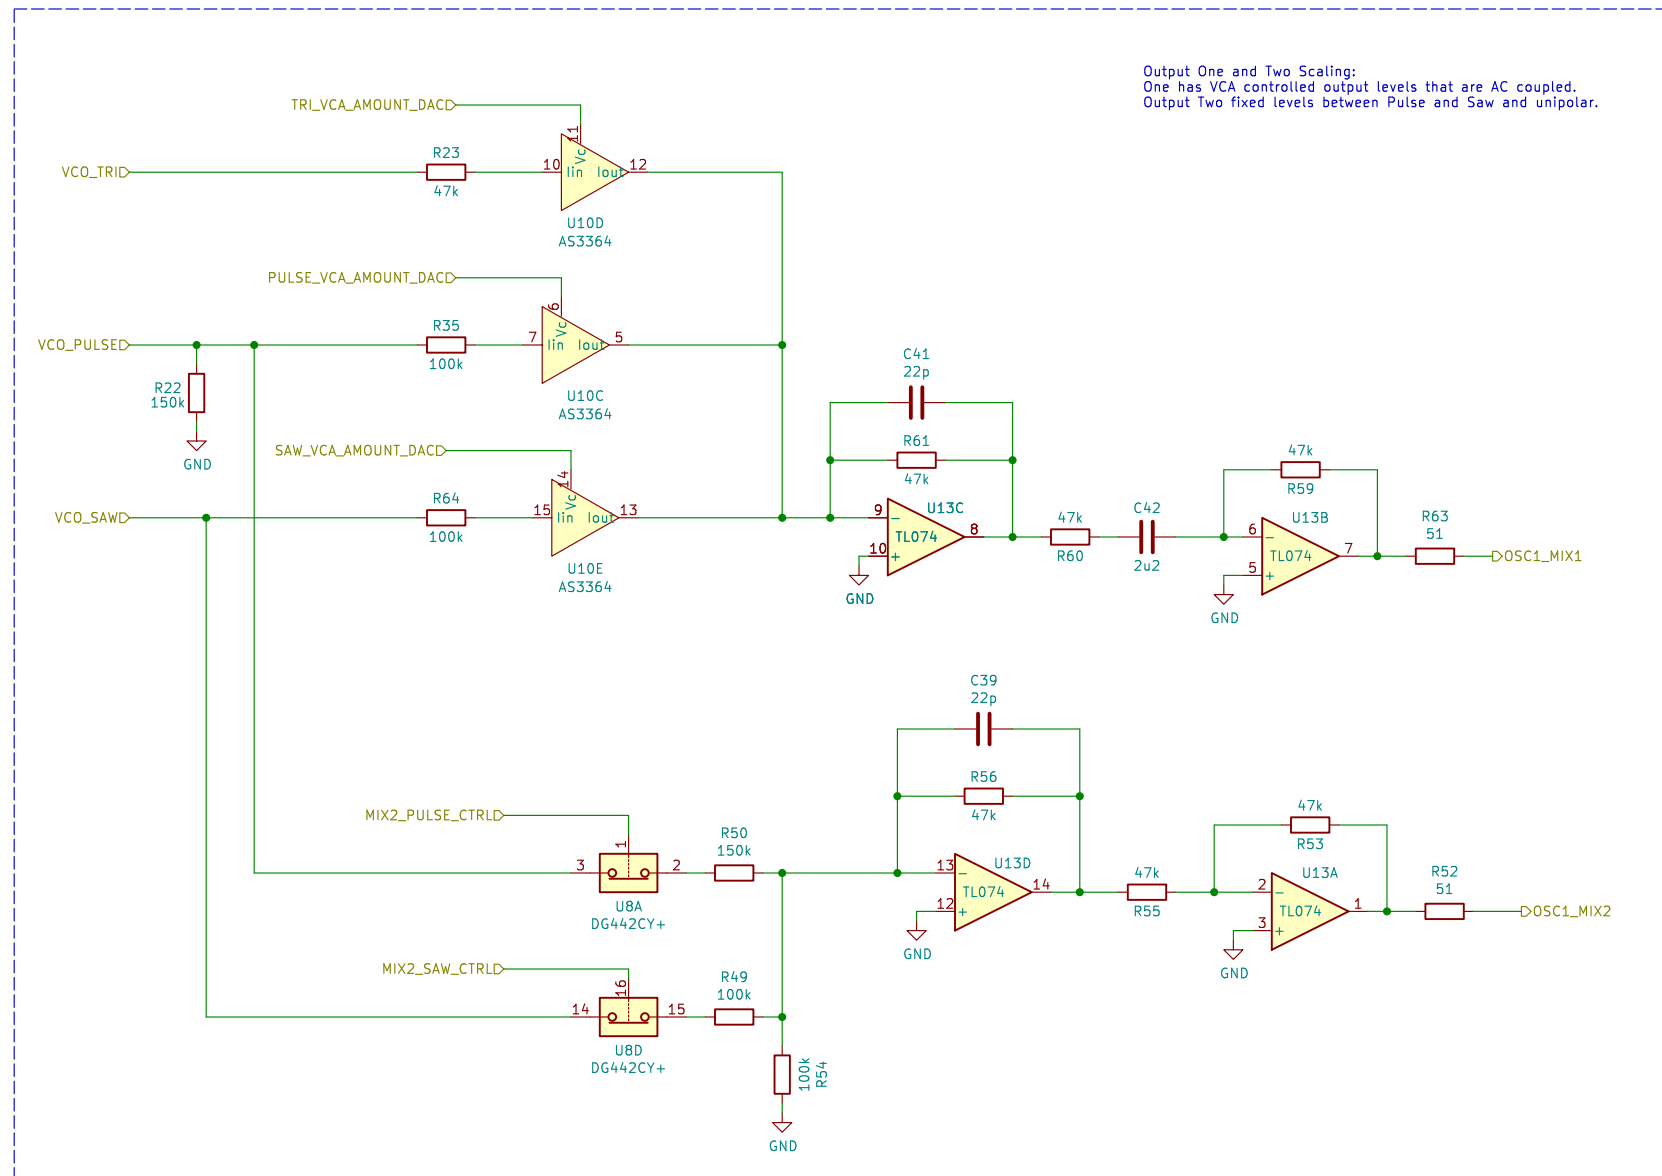 Output One and Two Scaling:
One has VCA controlled output levels that are AC coupled.
Output Two fixed levels between Pulse and Saw and unipolar.
TRI_VCA_AMOUNT_DAC
11
Vc
VCO_TRI
R23
47k
10
Iin
Iout
12
U10D
AS3364
PULSE_VCA_AMOUNT_DAC
6
Vc
VCO_PULSE
R35
100k
7
Iin
Iout
5
U10C
AS3364
R22
150k
GND
SAW_VCA_AMOUNT_DAC
14
Vc
VCO_SAW
R64
100k
15
Iin
Iout
13
U10E
AS3364
C41
22p
R61
47k
9
-
U13C
TL074
8
10
+
GND
47k
R60
C42
2u2
47k
R59
6
-
U13B
TL074
7
5
+
GND
R63
51
OSC1_MIX1
C39
22p
R56
47k
MIX2_PULSE_CTRL
1
3
2
U8A
DG442CY+
R50
150k
13
-
U13D
TL074
14
12
+
GND
47k
R55
47k
R53
2
-
U13A
TL074
1
3
+
GND
R52
51
OSC1_MIX2
MIX2_SAW_CTRL
16
14
15
U8D
DG442CY+
R49
100k
100k
R54
GND